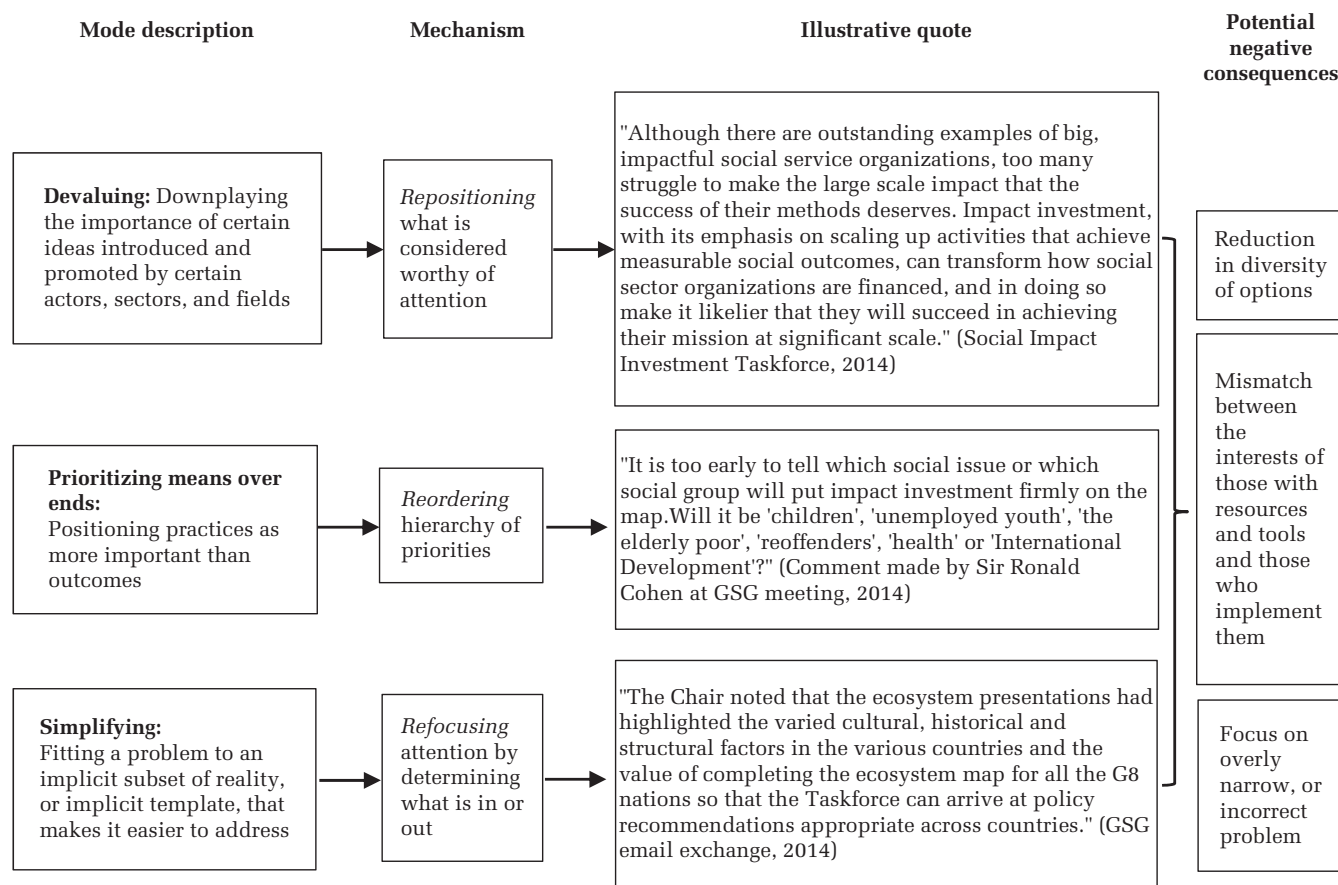 Mode description
Mechanism
Illustrative quote
Potential
negative
consequences
Devaluing: Downplaying
the importance of certain
ideas introduced and
promoted by certain
actors, sectors, and fields
Repositioning
what is
considered
worthy of
attention
"Although there are outstanding examples of big,
impactful social service organizations, too many
struggle to make the large scale impact that the
success of their methods deserves. Impact investment,
with its emphasis on scaling up activities that achieve
measurable social outcomes, can transform how social
sector organizations are financed, and in doing so
make it likelier that they will succeed in achieving
their mission at significant scale." (Social Impact
Investment Taskforce, 2014)
Prioritizing means over
ends:
Positioning practices as
more important than
outcomes
Reordering
hierarchy of
priorities
"It is too early to tell which social issue or which
social group will put impact investment firmly on the
map.Will it be 'children', 'unemployed youth', 'the
elderly poor', 'reoffenders', 'health' or 'International
Development'?" (Comment made by Sir Ronald
Cohen at GSG meeting, 2014)
Simplifying:
Fitting a problem to an
implicit subset of reality,
or implicit template, that
makes it easier to address
Refocusing
attention by
determining
what is in or
out
"The Chair noted that the ecosystem presentations had
highlighted the varied cultural, historical and
structural factors in the various countries and the
value of completing the ecosystem map for all the G8
nations so that the Taskforce can arrive at policy
recommendations appropriate across countries." (GSG
email exchange, 2014)
Reduction
in diversity
of options
Mismatch
between
the
interests of
those with
resources
and tools
and those
who
implement
them
Focus on
overly
narrow, or
incorrect
problem